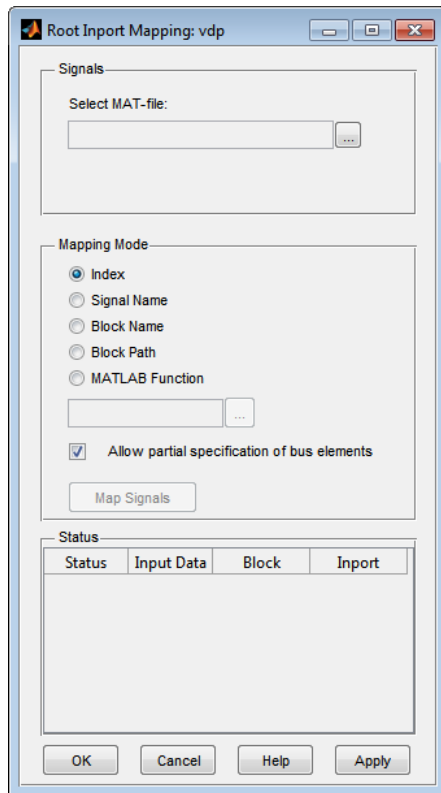 Root Inport Mapping: vdp
Signals
Select MAT-file:
...
Mapping Mode
Index
Signal Name
Block Name
Block Path
MATLAB Function
...
Allow partial specification of bus elements
Map Signals
Status
Status Input Data Block Inport
OK Cancel Help Apply